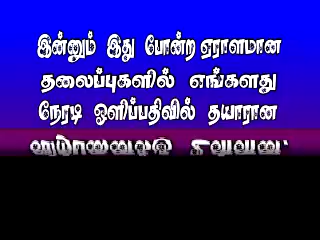 இன்னும் இது போன்ற ஏராளமான
தலைப்புகளில் எங்களது
நேரடி ஒளிப்பதிவில் தயாரான